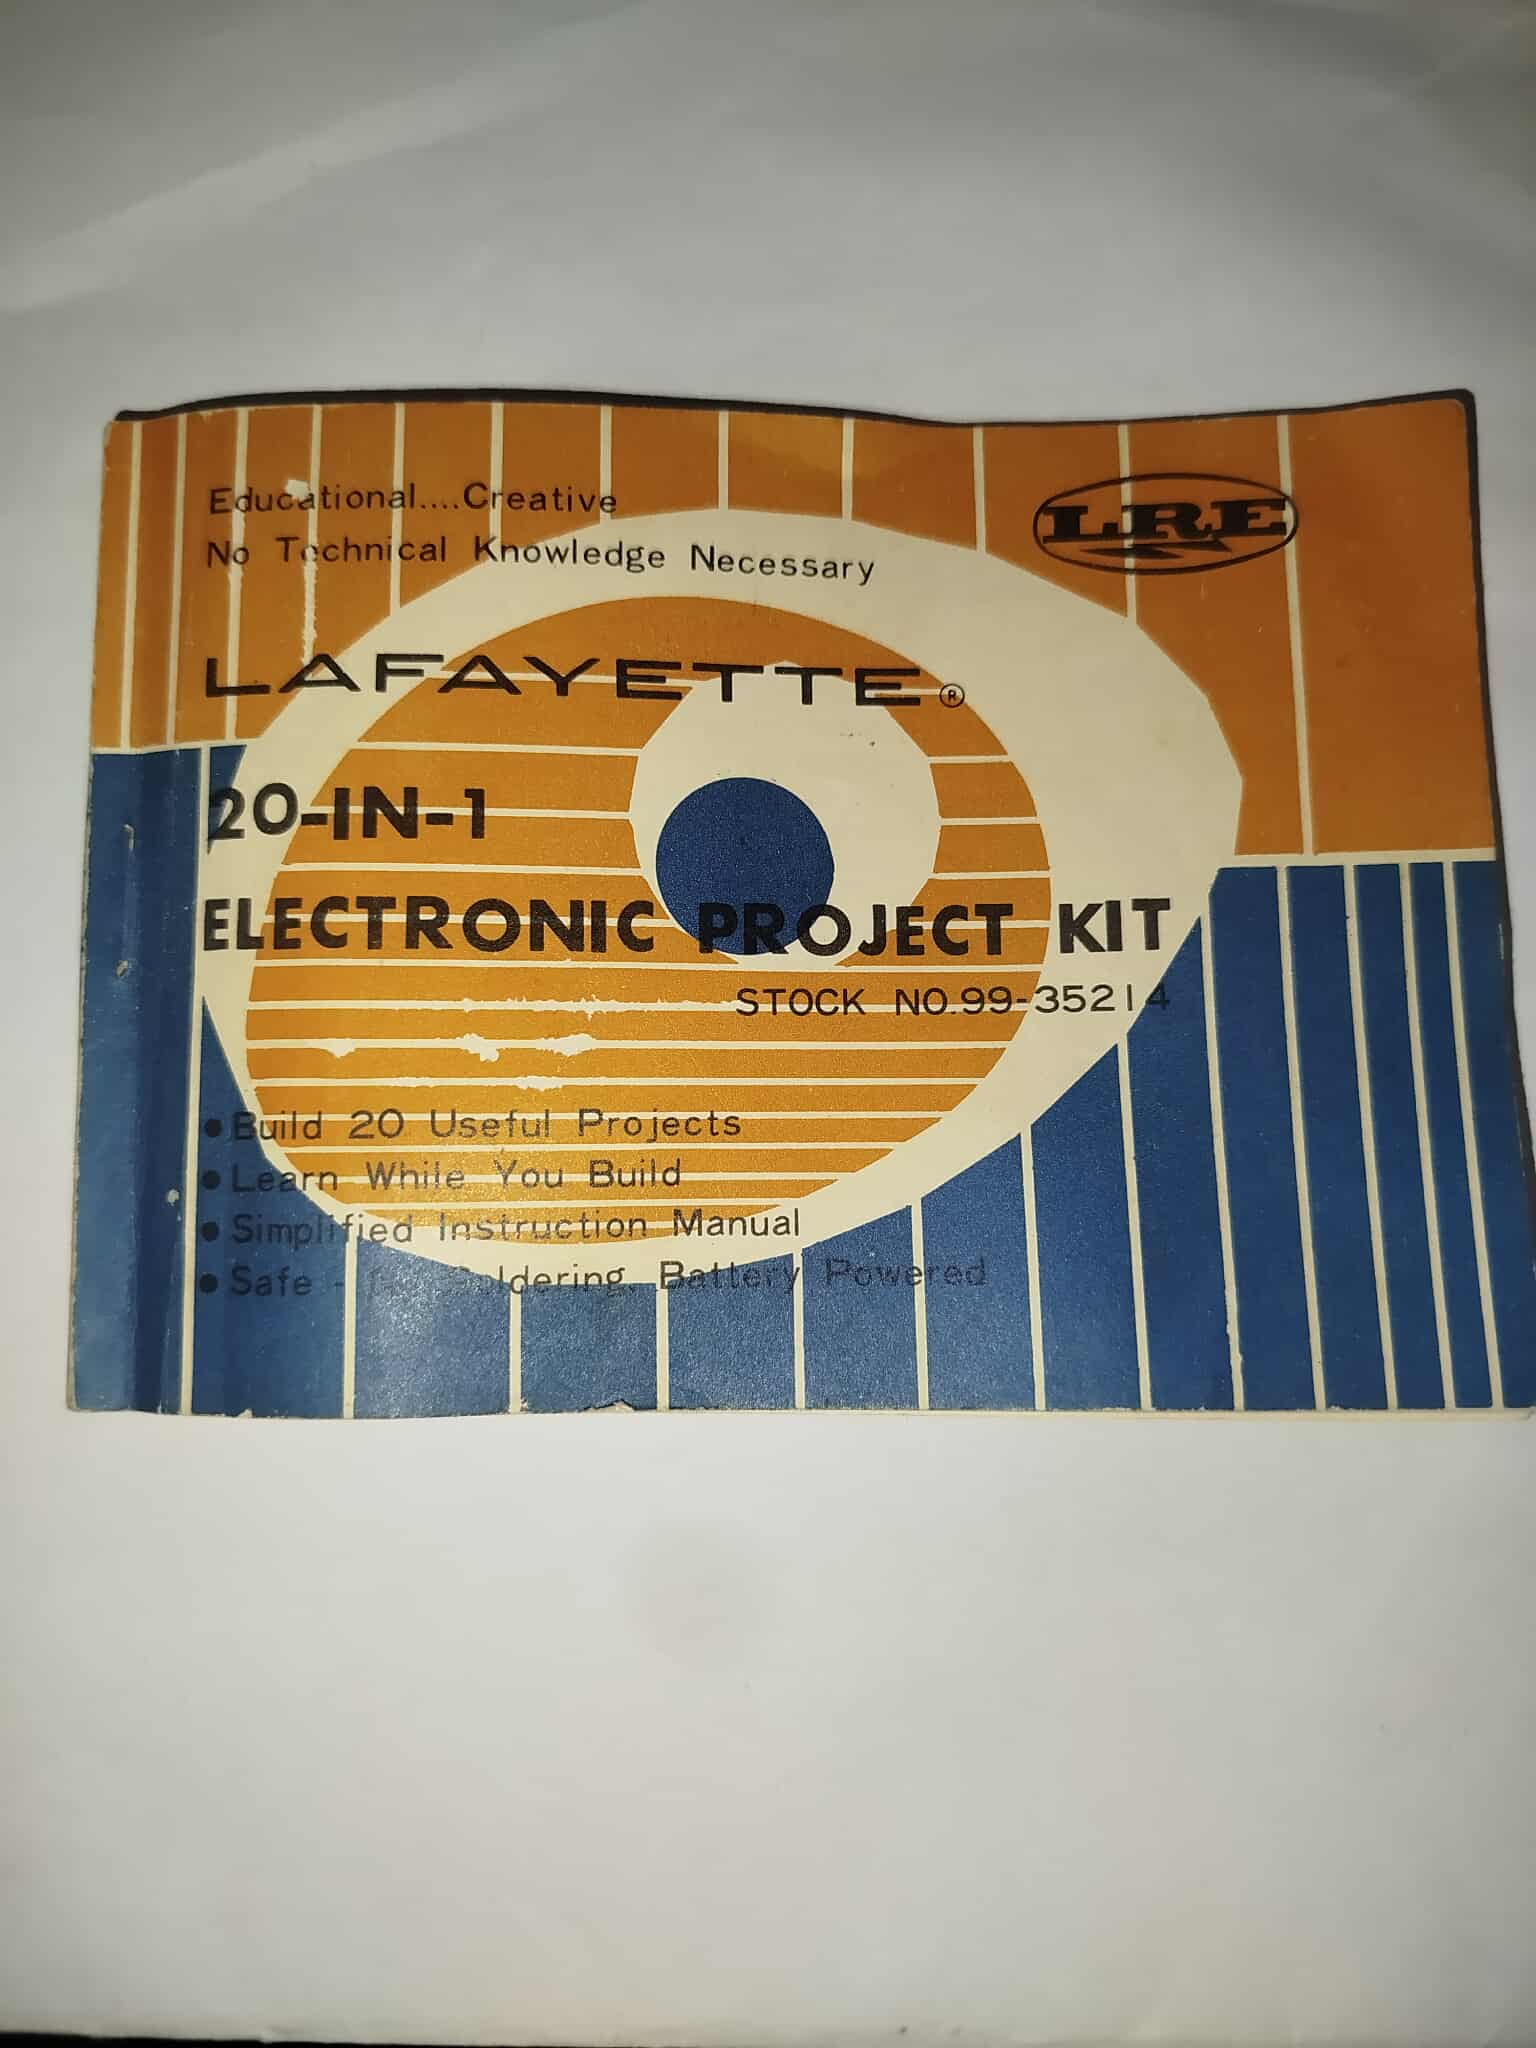 Educational....Creative
No Technical Knowledge Necessary
LRE
LAFAYETTE®
20-IN-1
ELECTRONIC PROJECT KIT
STOCK NO.99-35214
• Build 20 Useful Projects
• Learn While You Build
• Simplified Instruction Manual
• Safe - No Soldering, Battery Powered